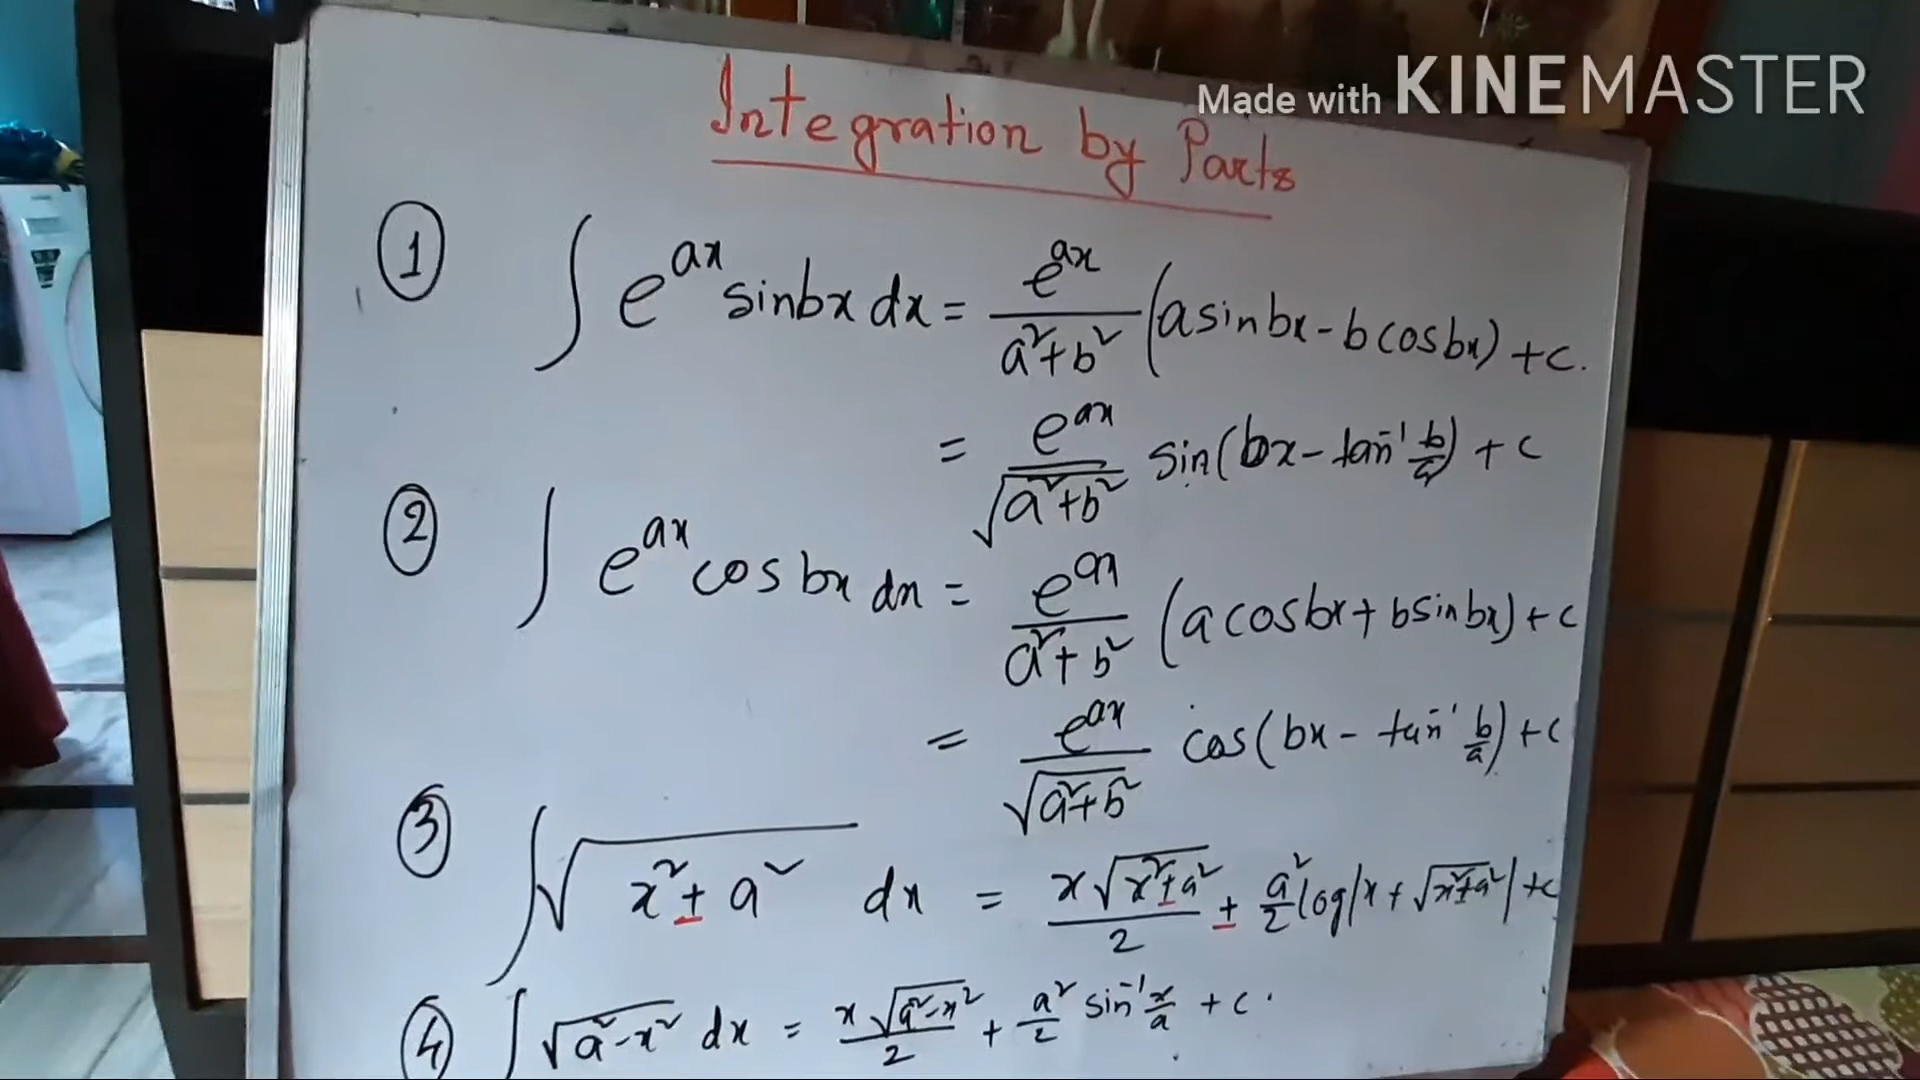 Made with KINEMASTER
Integration by Parts
① ∫ e^{ax} sinbx dx = e^{ax}/(a²+b²) (a sinbx - b cosbx) + c.
= e^{ax}/√(a²+b²) sin(bx - tan⁻¹ b/a) + c
② ∫ e^{ax} cosbx dx = e^{ax}/(a²+b²) (a cosbx + b sinbx) + c
= e^{ax}/√(a²+b²) cos(bx - tan⁻¹ b/a) + c
③ ∫ √(x² ± a²) dx = x√(x² ± a²)/2 ± a²/2 log|x + √(x² ± a²)| + c
④ ∫ √(a²-x²) dx = x√(a²-x²)/2 + a²/2 sin⁻¹ x/a + c.